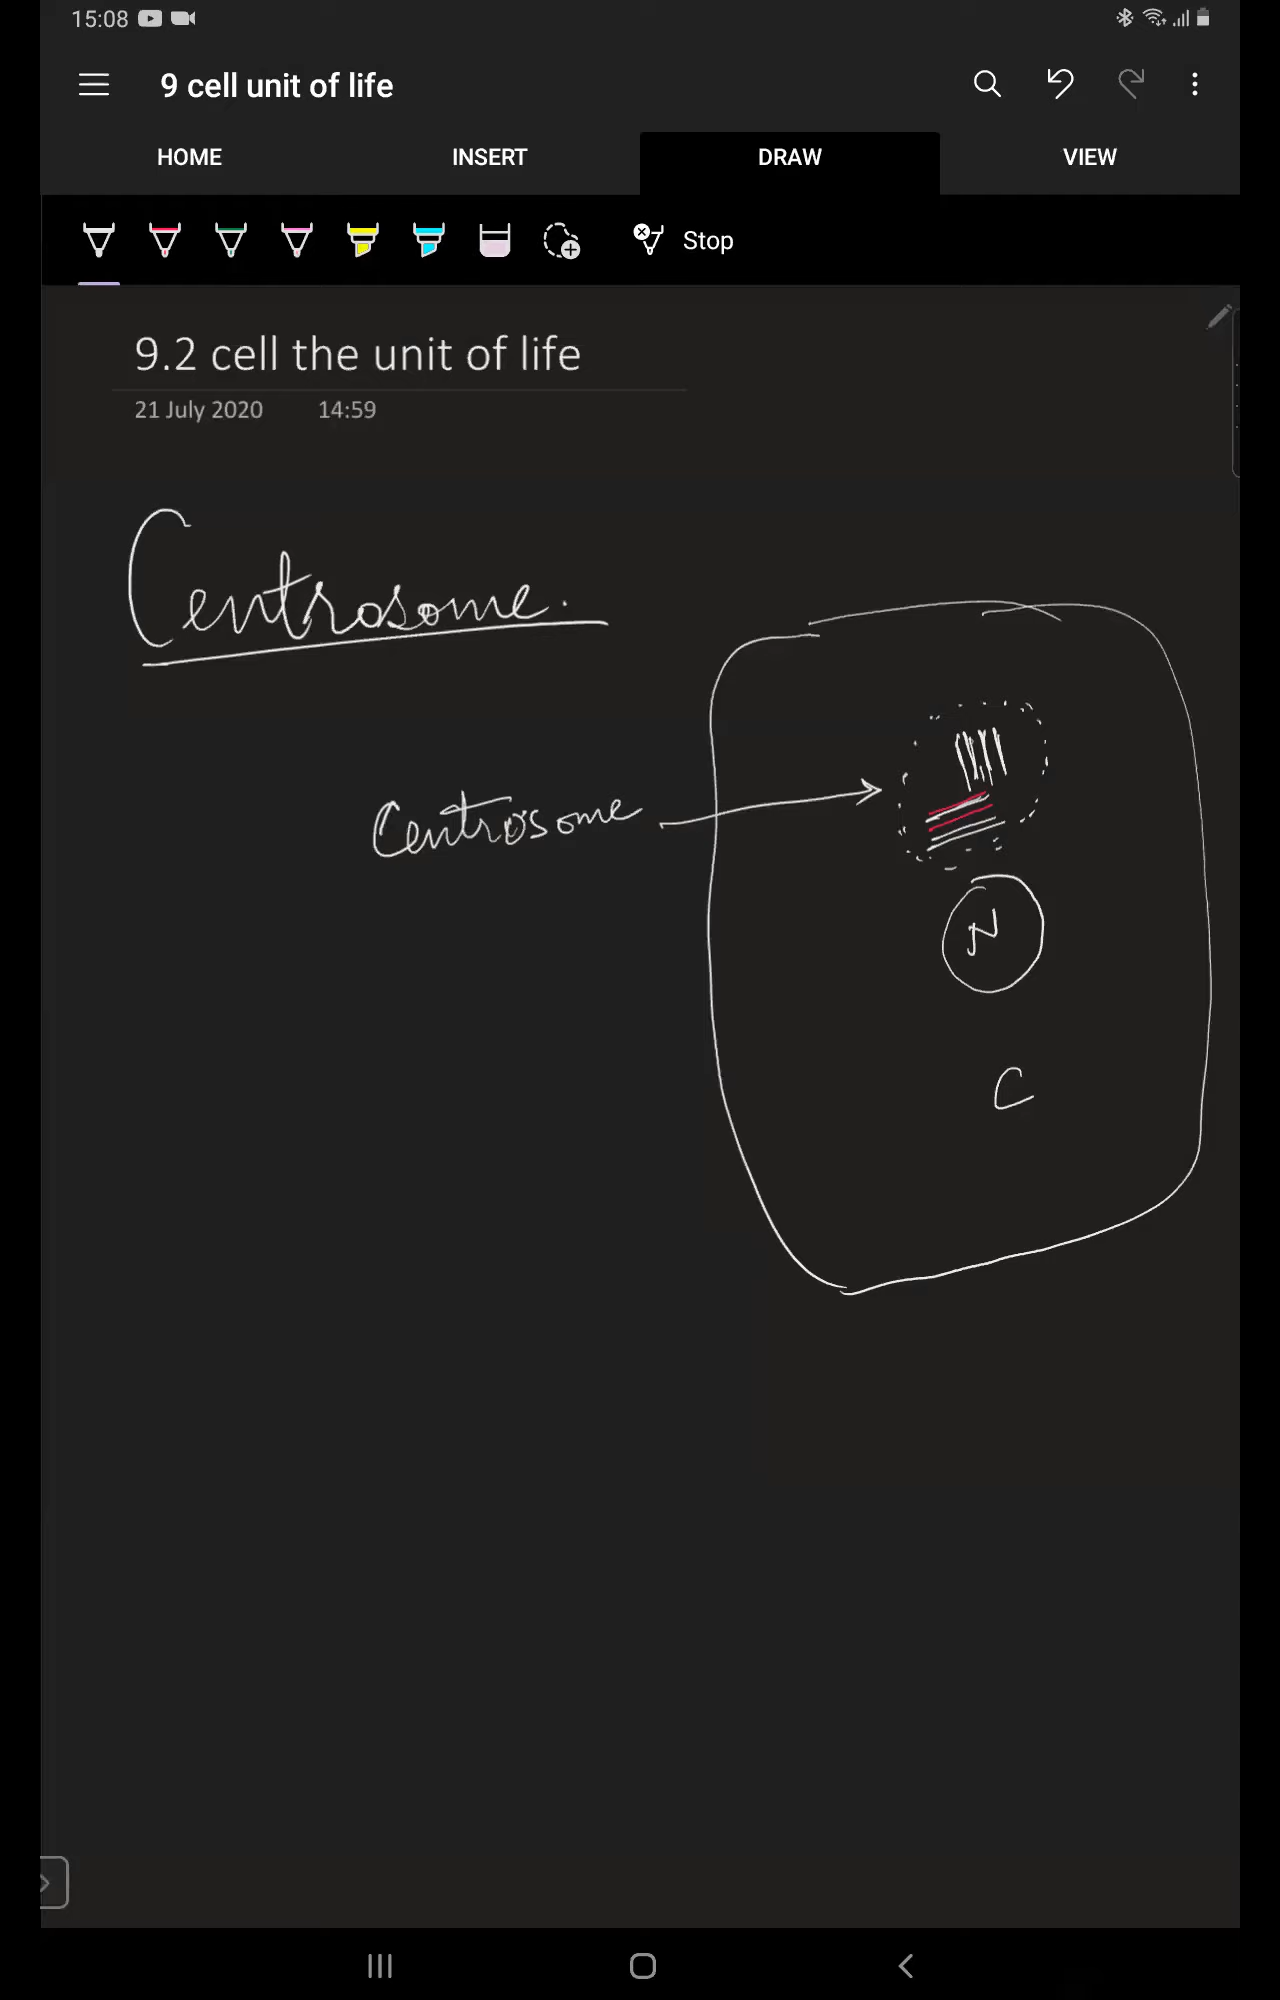 15:08
9 cell unit of life
HOME INSERT DRAW VIEW
Stop
9.2 cell the unit of life
21 July 2020 14:59
Centrosome.
Centrosome
N
C